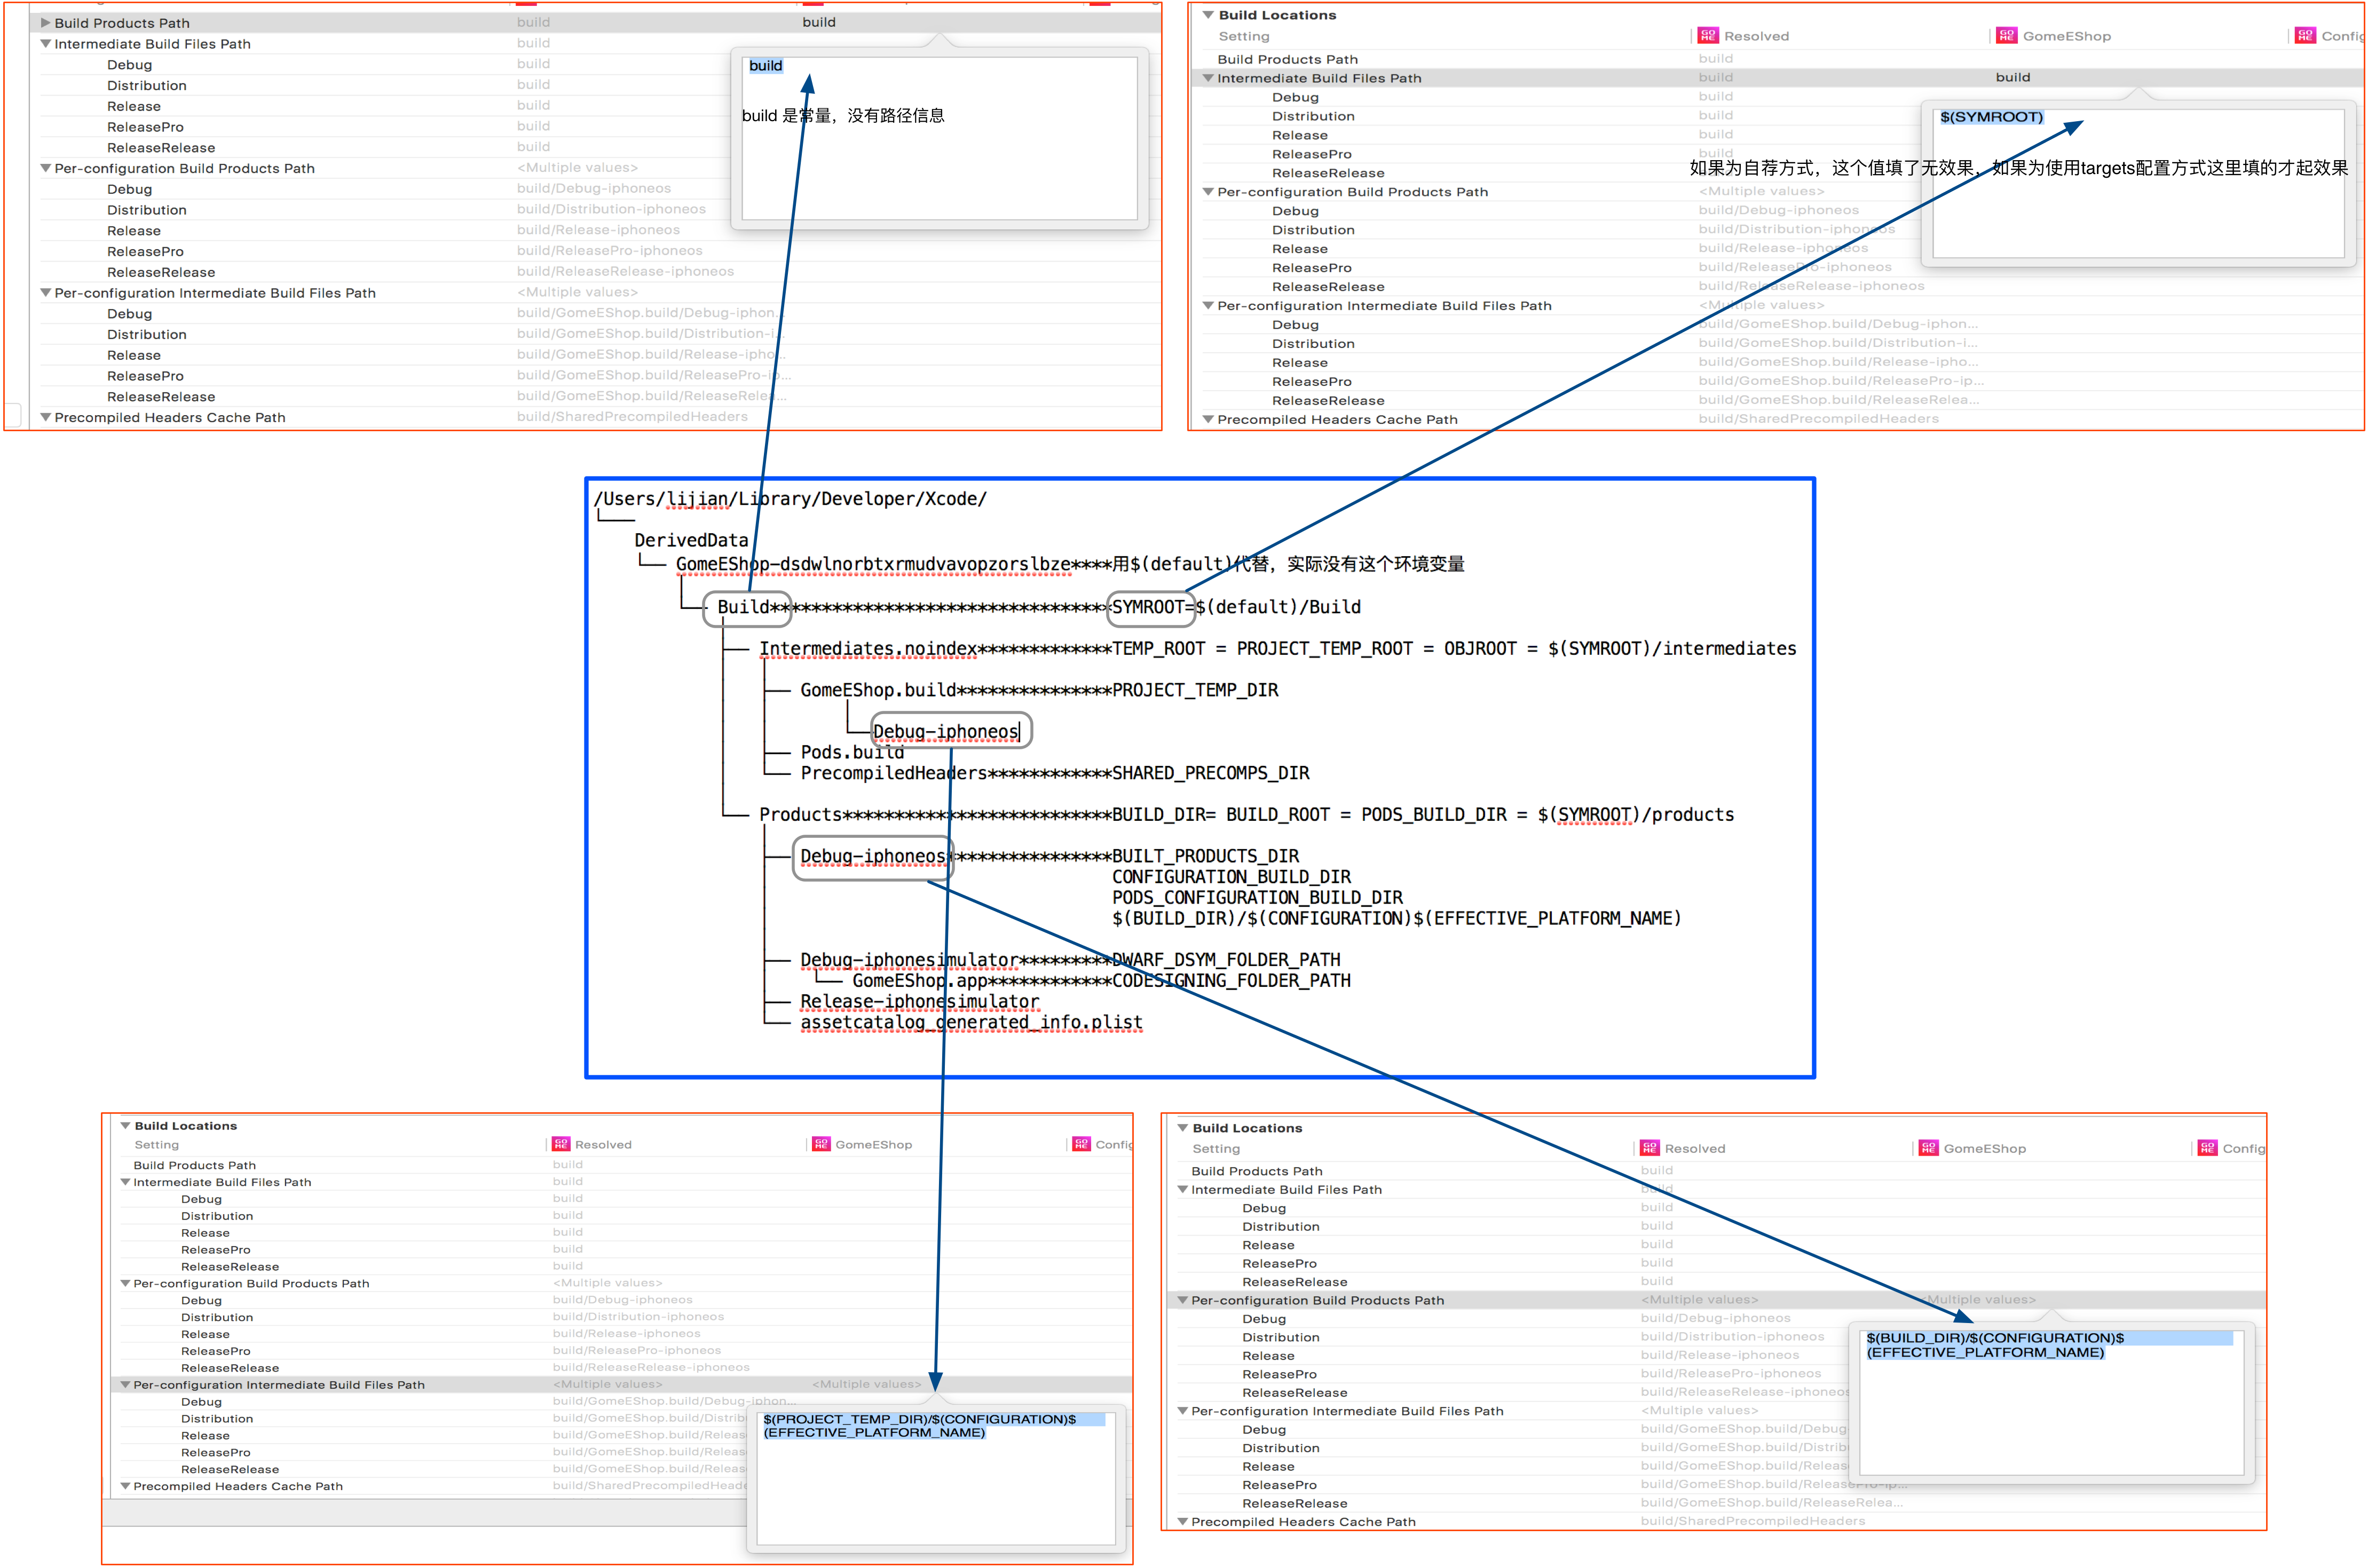 Build Products Path build build
Intermediate Build Files Path build
Debug build
Distribution build
Release build
ReleasePro build
ReleaseRelease build
Per-configuration Build Products Path <Multiple values>
Debug build/Debug-iphoneos
Distribution build/Distribution-iphoneos
Release build/Release-iphoneos
ReleasePro build/ReleasePro-iphoneos
ReleaseRelease build/ReleaseRelease-iphoneos
Per-configuration Intermediate Build Files Path <Multiple values>
Debug build/GomeEShop.build/Debug-iphon...
Distribution build/GomeEShop.build/Distribution-i...
Release build/GomeEShop.build/Release-ipho...
ReleasePro build/GomeEShop.build/ReleasePro-ip...
ReleaseRelease build/GomeEShop.build/ReleaseRelea...
Precompiled Headers Cache Path build/SharedPrecompiledHeaders
build
build 是常量，没有路径信息
Build Locations
Setting GOME Resolved GOME GomeEShop GOME Config
Build Products Path build
Intermediate Build Files Path build build
Debug build
Distribution build
Release build
ReleasePro build
ReleaseRelease
Per-configuration Build Products Path <Multiple values>
Debug build/Debug-iphoneos
Distribution build/Distribution-iphoneos
Release build/Release-iphoneos
ReleasePro build/ReleasePro-iphoneos
ReleaseRelease build/ReleaseRelease-iphoneos
Per-configuration Intermediate Build Files Path <Multiple values>
Debug build/GomeEShop.build/Debug-iphon...
Distribution build/GomeEShop.build/Distribution-i...
Release build/GomeEShop.build/Release-ipho...
ReleasePro build/GomeEShop.build/ReleasePro-ip...
ReleaseRelease build/GomeEShop.build/ReleaseRelea...
Precompiled Headers Cache Path build/SharedPrecompiledHeaders
$(SYMROOT)
如果为自荐方式，这个值填了无效果，如果为使用targets配置方式这里填的才起效果
/Users/lijian/Library/Developer/Xcode/
DerivedData
GomeEShop-dsdwlnorbtxrmudvavopzorslbze****用$(default)代替，实际没有这个环境变量
Build*********************************SYMROOT=$(default)/Build
Intermediates.noindex*************TEMP_ROOT = PROJECT_TEMP_ROOT = OBJROOT = $(SYMROOT)/intermediates
GomeEShop.build***************PROJECT_TEMP_DIR
Debug-iphoneos
Pods.build
PrecompiledHeaders************SHARED_PRECOMPS_DIR
Products**************************BUILD_DIR= BUILD_ROOT = PODS_BUILD_DIR = $(SYMROOT)/products
Debug-iphoneos****************BUILT_PRODUCTS_DIR
CONFIGURATION_BUILD_DIR
PODS_CONFIGURATION_BUILD_DIR
$(BUILD_DIR)/$(CONFIGURATION)$(EFFECTIVE_PLATFORM_NAME)
Debug-iphonesimulator*********DWARF_DSYM_FOLDER_PATH
GomeEShop.app************CODESIGNING_FOLDER_PATH
Release-iphonesimulator
assetcatalog_generated_info.plist
Build Locations
Setting GOME Resolved GOME GomeEShop GOME Config
Build Products Path build
Intermediate Build Files Path build
Debug build
Distribution build
Release build
ReleasePro build
ReleaseRelease build
Per-configuration Build Products Path <Multiple values>
Debug build/Debug-iphoneos
Distribution build/Distribution-iphoneos
Release build/Release-iphoneos
ReleasePro build/ReleasePro-iphoneos
ReleaseRelease build/ReleaseRelease-iphoneos
Per-configuration Intermediate Build Files Path <Multiple values> <Multiple values>
Debug build/GomeEShop.build/Debug-iphon...
Distribution build/GomeEShop.build/Distrib
Release build/GomeEShop.build/Releas
ReleasePro build/GomeEShop.build/Releas
ReleaseRelease build/GomeEShop.build/Releas
Precompiled Headers Cache Path build/SharedPrecompiledHeade
$(PROJECT_TEMP_DIR)/$(CONFIGURATION)$
(EFFECTIVE_PLATFORM_NAME)
Build Locations
Setting GOME Resolved GOME GomeEShop GOME Config
Build Products Path build
Intermediate Build Files Path build
Debug build
Distribution build
Release build
ReleasePro build
ReleaseRelease build
Per-configuration Build Products Path <Multiple values> <Multiple values>
Debug build/Debug-iphoneos
Distribution build/Distribution-iphoneos
Release build/Release-iphoneos
ReleasePro build/ReleasePro-iphoneos
ReleaseRelease build/ReleaseRelease-iphoneos
Per-configuration Intermediate Build Files Path <Multiple values>
Debug build/GomeEShop.build/Debug-
Distribution build/GomeEShop.build/Distrib
Release build/GomeEShop.build/Releas
ReleasePro build/GomeEShop.build/ReleasePro-ip...
ReleaseRelease build/GomeEShop.build/ReleaseRelea...
Precompiled Headers Cache Path build/SharedPrecompiledHeaders
$(BUILD_DIR)/$(CONFIGURATION)$
(EFFECTIVE_PLATFORM_NAME)